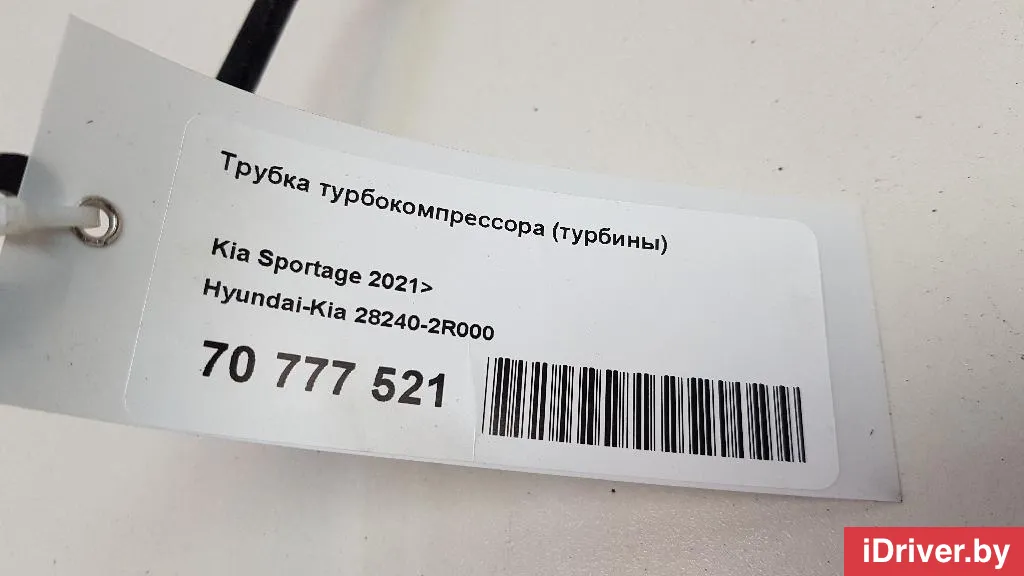 Трубка турбокомпрессора (турбины)
Kia Sportage 2021>
Hyundai-Kia 28240-2R000
70 777 521
iDriver.by